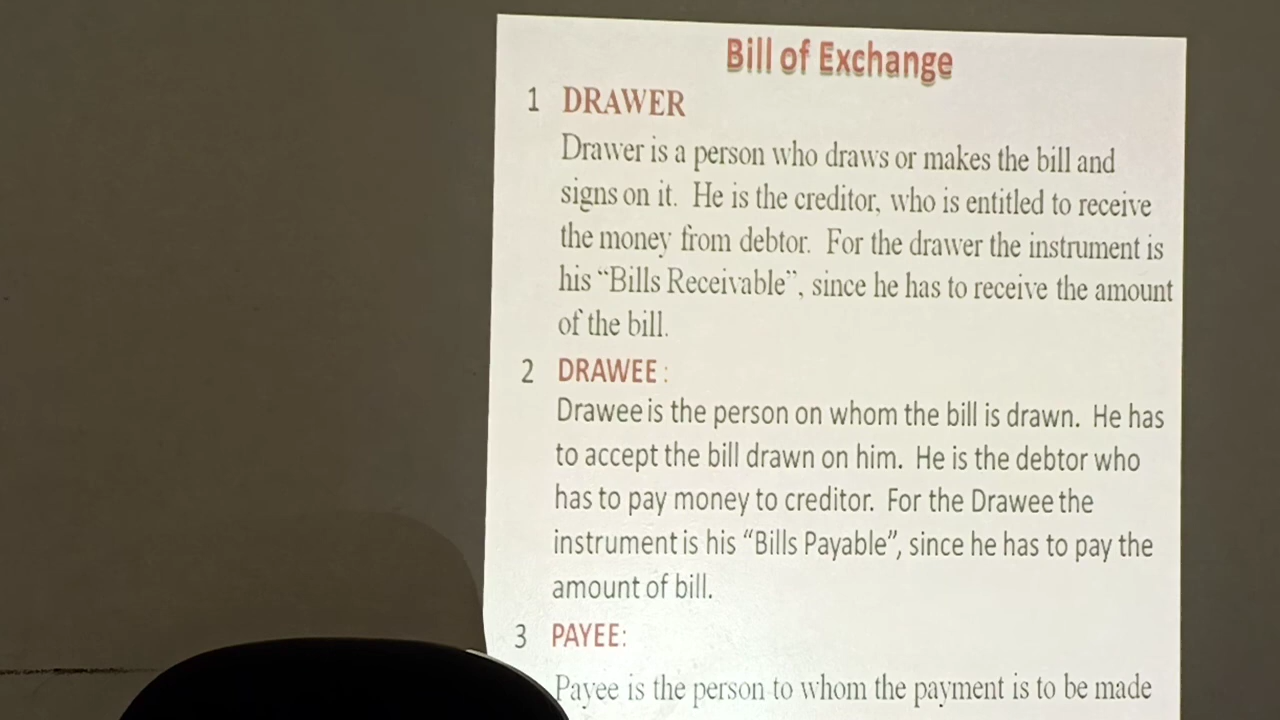 Bill of Exchange
1 DRAWER
Drawer is a person who draws or makes the bill and
signs on it. He is the creditor, who is entitled to receive
the money from debtor. For the drawer the instrument is
his “Bills Receivable”, since he has to receive the amount
of the bill.
2 DRAWEE :
Drawee is the person on whom the bill is drawn. He has
to accept the bill drawn on him. He is the debtor who
has to pay money to creditor. For the Drawee the
instrument is his “Bills Payable”, since he has to pay the
amount of bill.
3 PAYEE:
Payee is the person to whom the payment is to be made